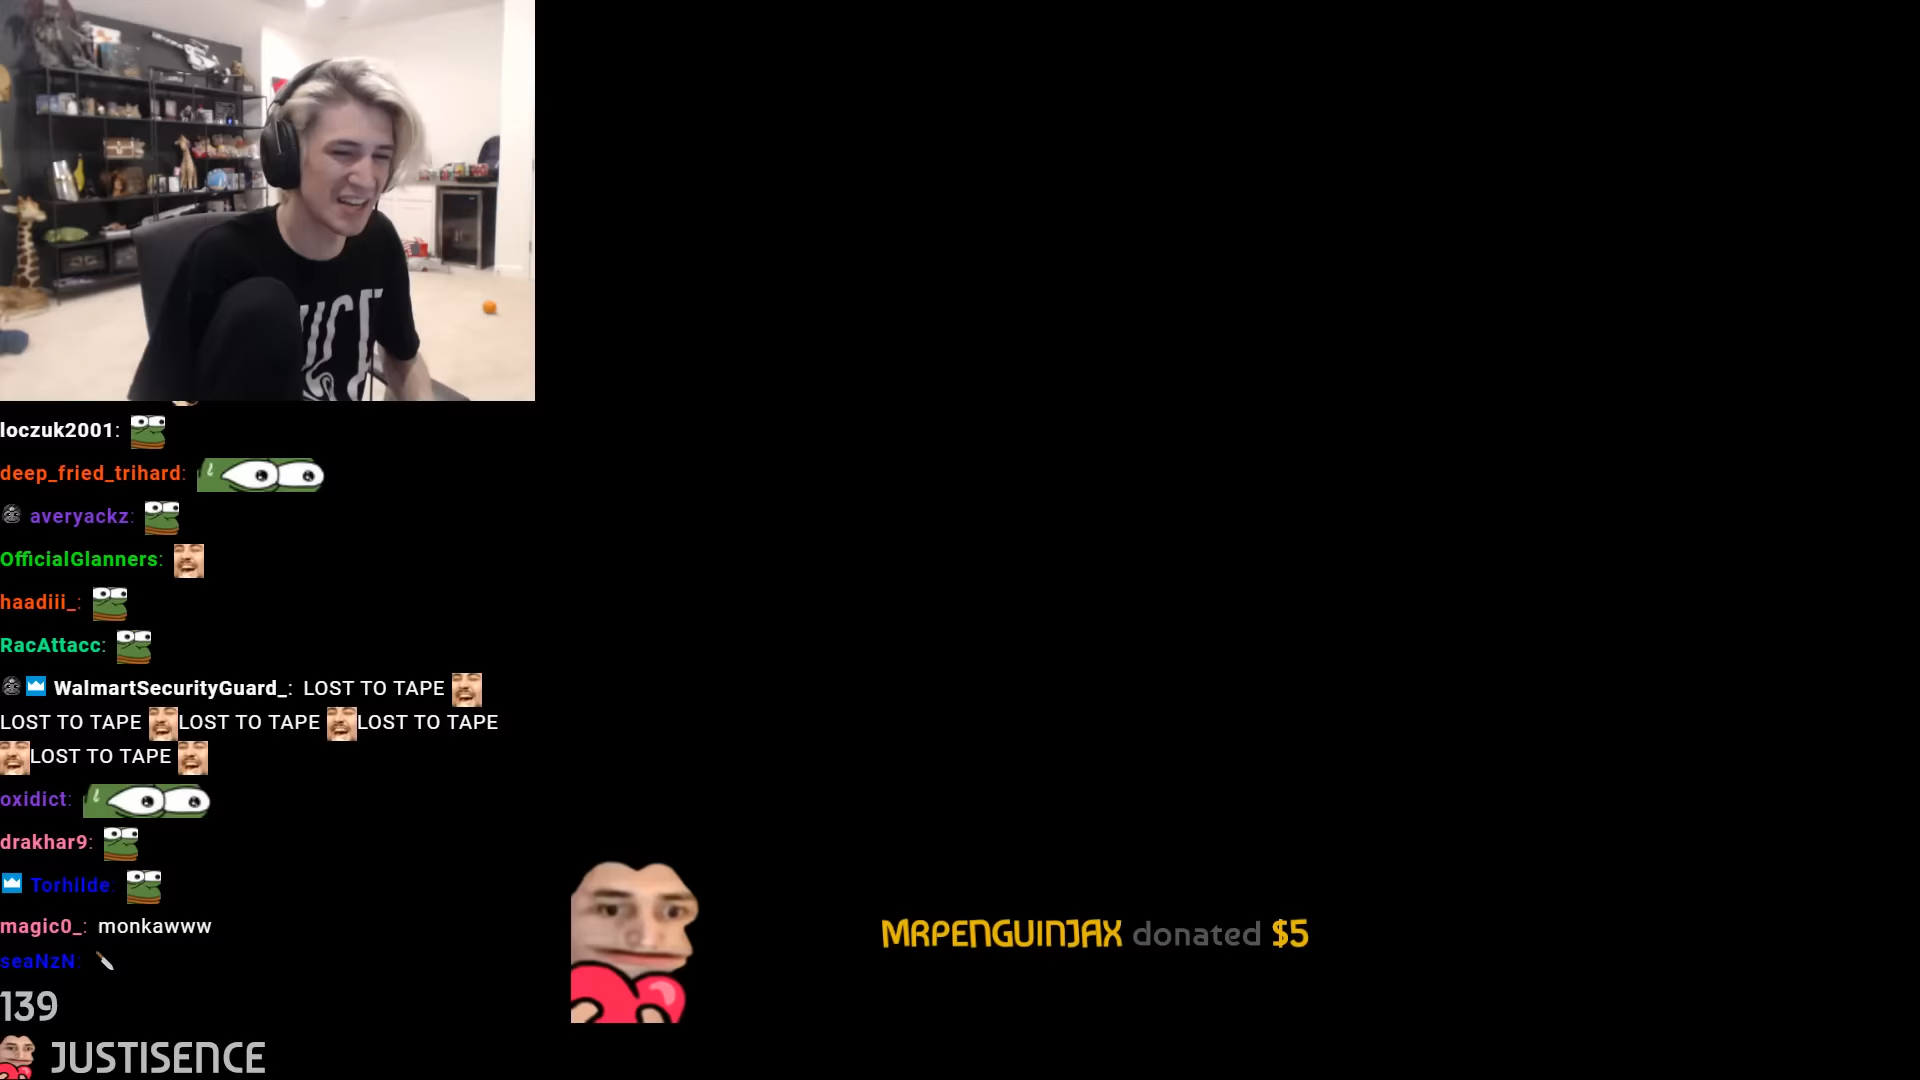 loczuk2001:
deep_fried_trihard:
averyackz:
OfficialGlanners:
haadiii_:
RacAttacc:
WalmartSecurityGuard_: LOST TO TAPE
LOST TO TAPE LOST TO TAPE LOST TO TAPE
LOST TO TAPE
oxidict:
drakhar9:
Torhilde:
magic0_: monkawww
seaNzN:
139
JUSTISENCE
MRPENGUINJAX donated $5